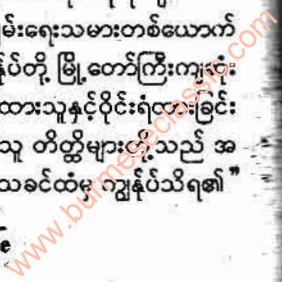 မ်းရေးသမားတစ်ယောက်
နုပ်တို့ မြို့တော်ကြီးကျဆုံး
ထားသူနှင့်ဝိုင်းရံထားခြင်း
သူ တိတ္ထိများတို့သည် အ
သခင်ထံမှ ကျွန်ုပ်သိရ၏”
www.burmeseclassic.com